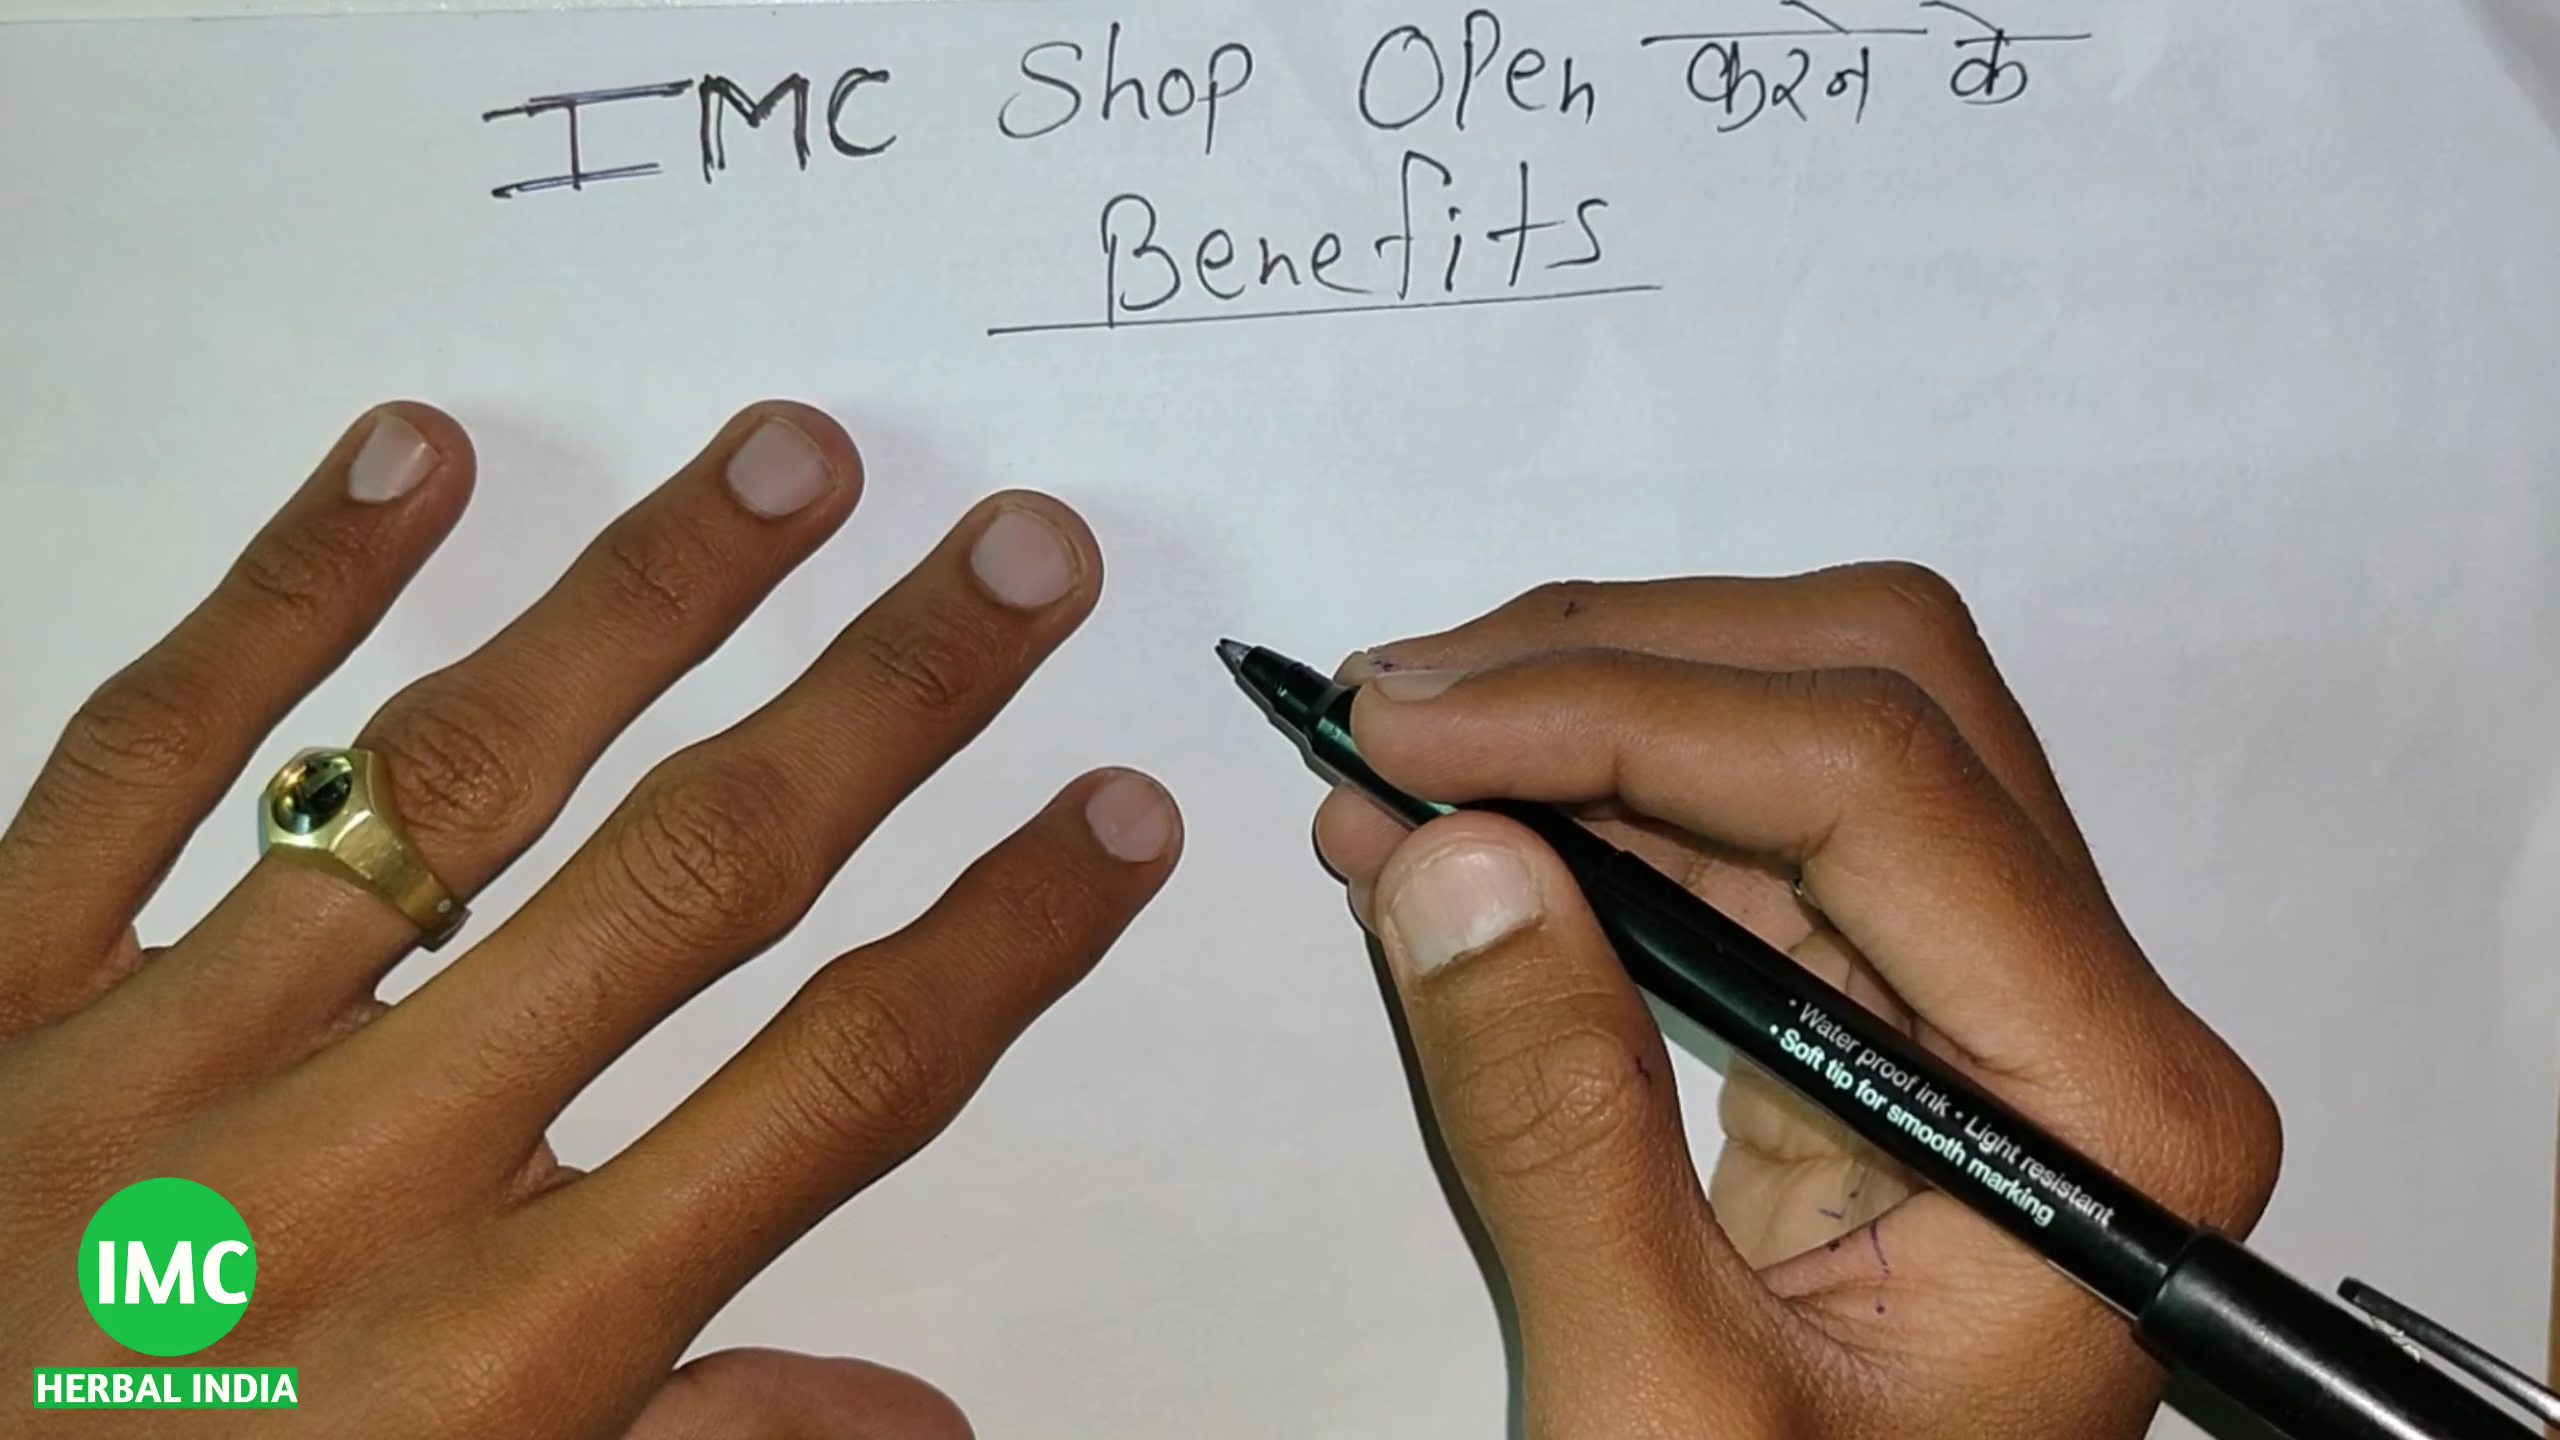 IMC Shop Open करने के
Benefits
• Water proof ink • Light resistant
• Soft tip for smooth marking
IMC
HERBAL INDIA